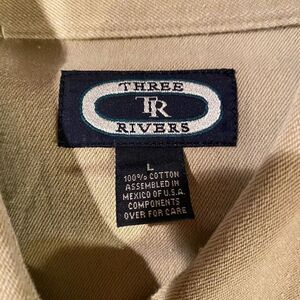 THREE
TR
RIVERS
L
100% COTTON
ASSEMBLED IN
MEXICO OF U.S.A.
COMPONENTS
OVER FOR CARE